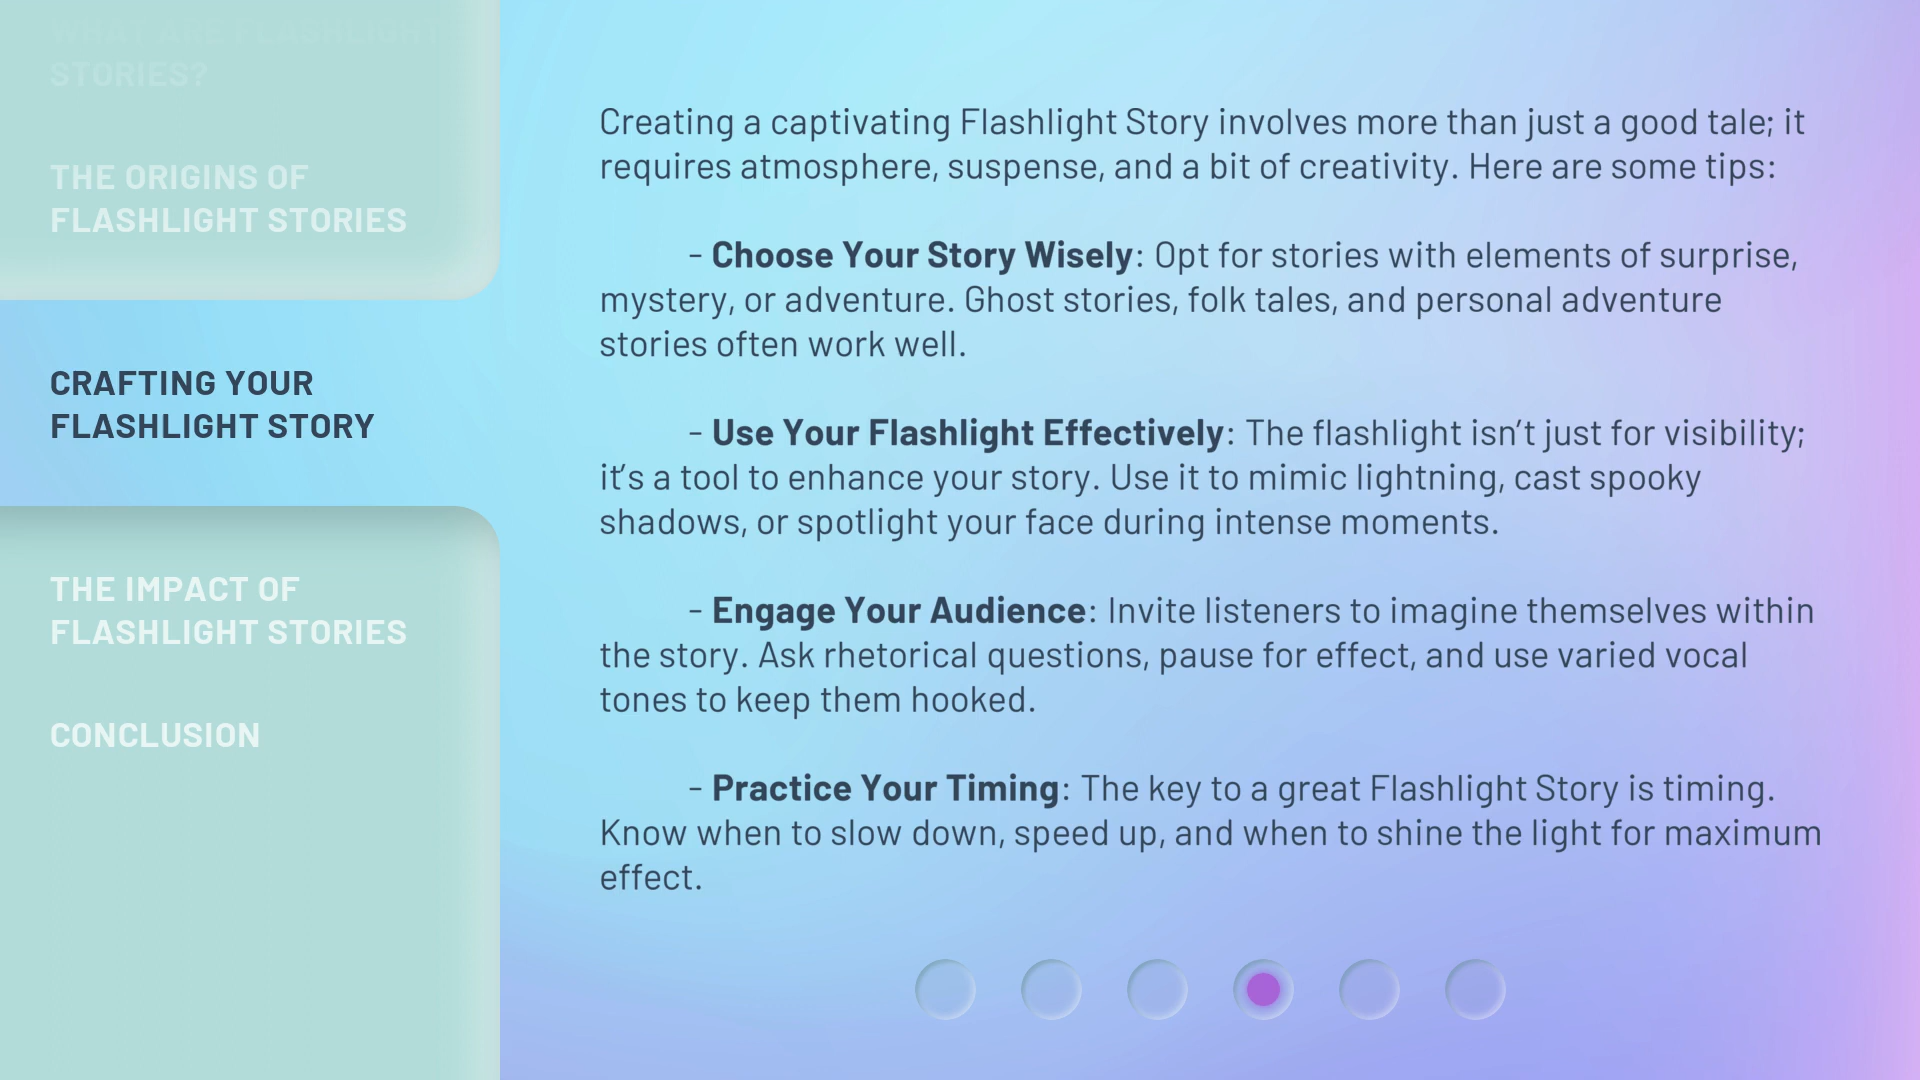 WHAT ARE FLASHLIGHT
STORIES?
THE ORIGINS OF
FLASHLIGHT STORIES
CRAFTING YOUR
FLASHLIGHT STORY
THE IMPACT OF
FLASHLIGHT STORIES
CONCLUSION
Creating a captivating Flashlight Story involves more than just a good tale; it
requires atmosphere, suspense, and a bit of creativity. Here are some tips:
- Choose Your Story Wisely: Opt for stories with elements of surprise,
mystery, or adventure. Ghost stories, folk tales, and personal adventure
stories often work well.
- Use Your Flashlight Effectively: The flashlight isn’t just for visibility;
it’s a tool to enhance your story. Use it to mimic lightning, cast spooky
shadows, or spotlight your face during intense moments.
- Engage Your Audience: Invite listeners to imagine themselves within
the story. Ask rhetorical questions, pause for effect, and use varied vocal
tones to keep them hooked.
- Practice Your Timing: The key to a great Flashlight Story is timing.
Know when to slow down, speed up, and when to shine the light for maximum
effect.